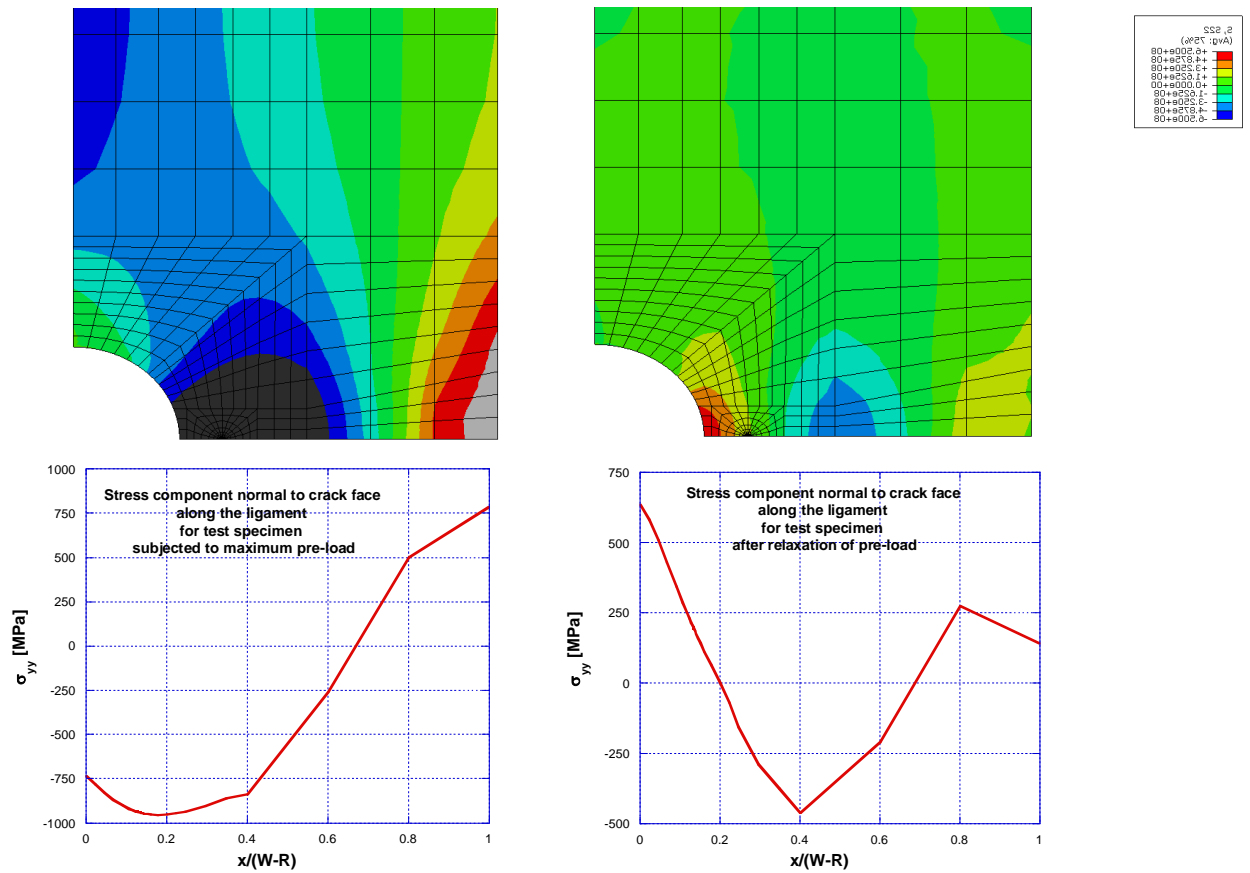 S, S22
(Avg: 75%)
+6.500e+08
+4.875e+08
+3.250e+08
+1.625e+08
+0.000e+00
-1.625e+08
-3.250e+08
-4.875e+08
-6.500e+08
Stress component normal to crack face
along the ligament
for test specimen
subjected to maximum pre-load
1000
750
500
250
0
-250
-500
-750
-1000
σyy [MPa]
0 0.2 0.4 0.6 0.8 1
x/(W-R)
Stress component normal to crack face
along the ligament
for test specimen
after relaxation of pre-load
750
500
250
0
-250
-500
σyy [MPa]
0 0.2 0.4 0.6 0.8 1
x/(W-R)